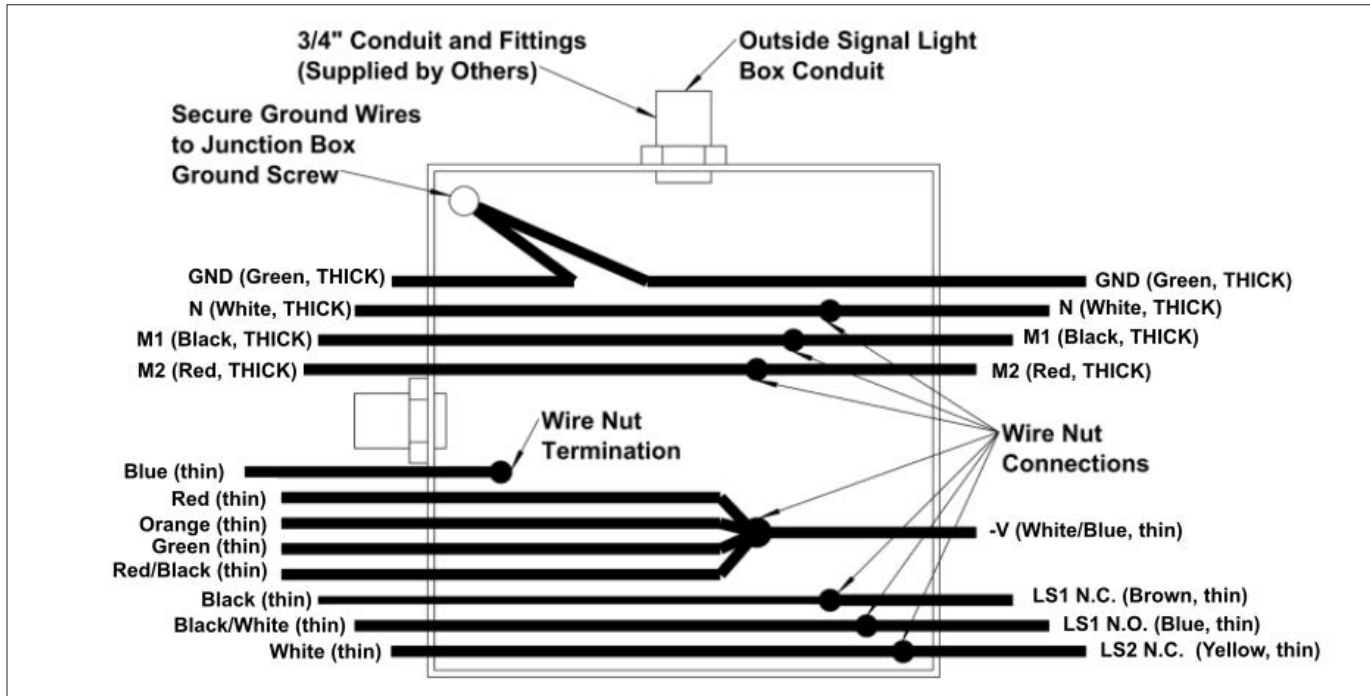 3/4" Conduit and Fittings
(Supplied by Others)
Outside Signal Light
Box Conduit
Secure Ground Wires
to Junction Box
Ground Screw
GND (Green, THICK)
GND (Green, THICK)
N (White, THICK)
N (White, THICK)
M1 (Black, THICK)
M1 (Black, THICK)
M2 (Red, THICK)
M2 (Red, THICK)
Wire Nut
Termination
Wire Nut
Connections
Blue (thin)
Red (thin)
Orange (thin)
Green (thin)
Red/Black (thin)
-V (White/Blue, thin)
Black (thin)
LS1 N.C. (Brown, thin)
Black/White (thin)
LS1 N.O. (Blue, thin)
White (thin)
LS2 N.C. (Yellow, thin)